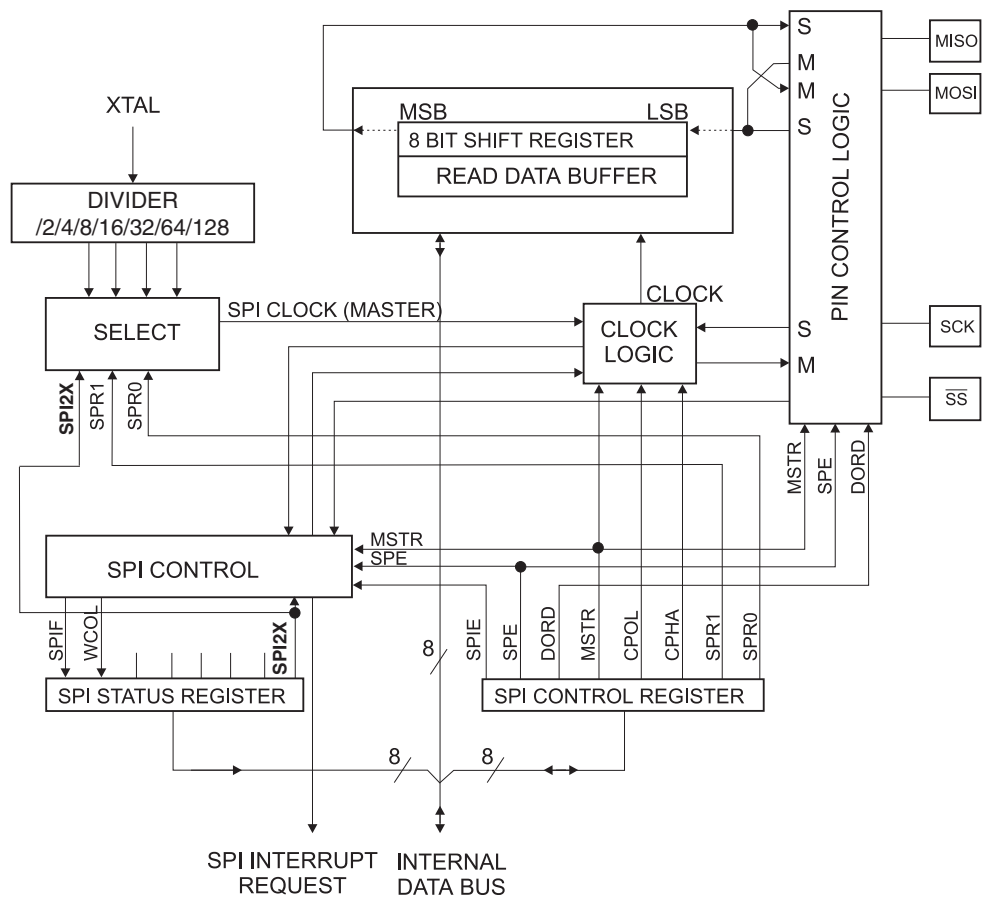 S
MISO
M
MOSI
M
S
PIN CONTROL LOGIC
XTAL
MSB
LSB
8 BIT SHIFT REGISTER
READ DATA BUFFER
DIVIDER
/2/4/8/16/32/64/128
SPI CLOCK (MASTER)
CLOCK
SELECT
CLOCK
LOGIC
S
M
SCK
SS
SPI2X
SPR1
SPR0
MSTR
SPE
DORD
MSTR
SPE
SPI CONTROL
SPIF
WCOL
SPI2X
8
SPIE
SPE
DORD
MSTR
CPOL
CPHA
SPR1
SPR0
SPI STATUS REGISTER
SPI CONTROL REGISTER
8
8
SPI INTERRUPT
REQUEST
INTERNAL
DATA BUS